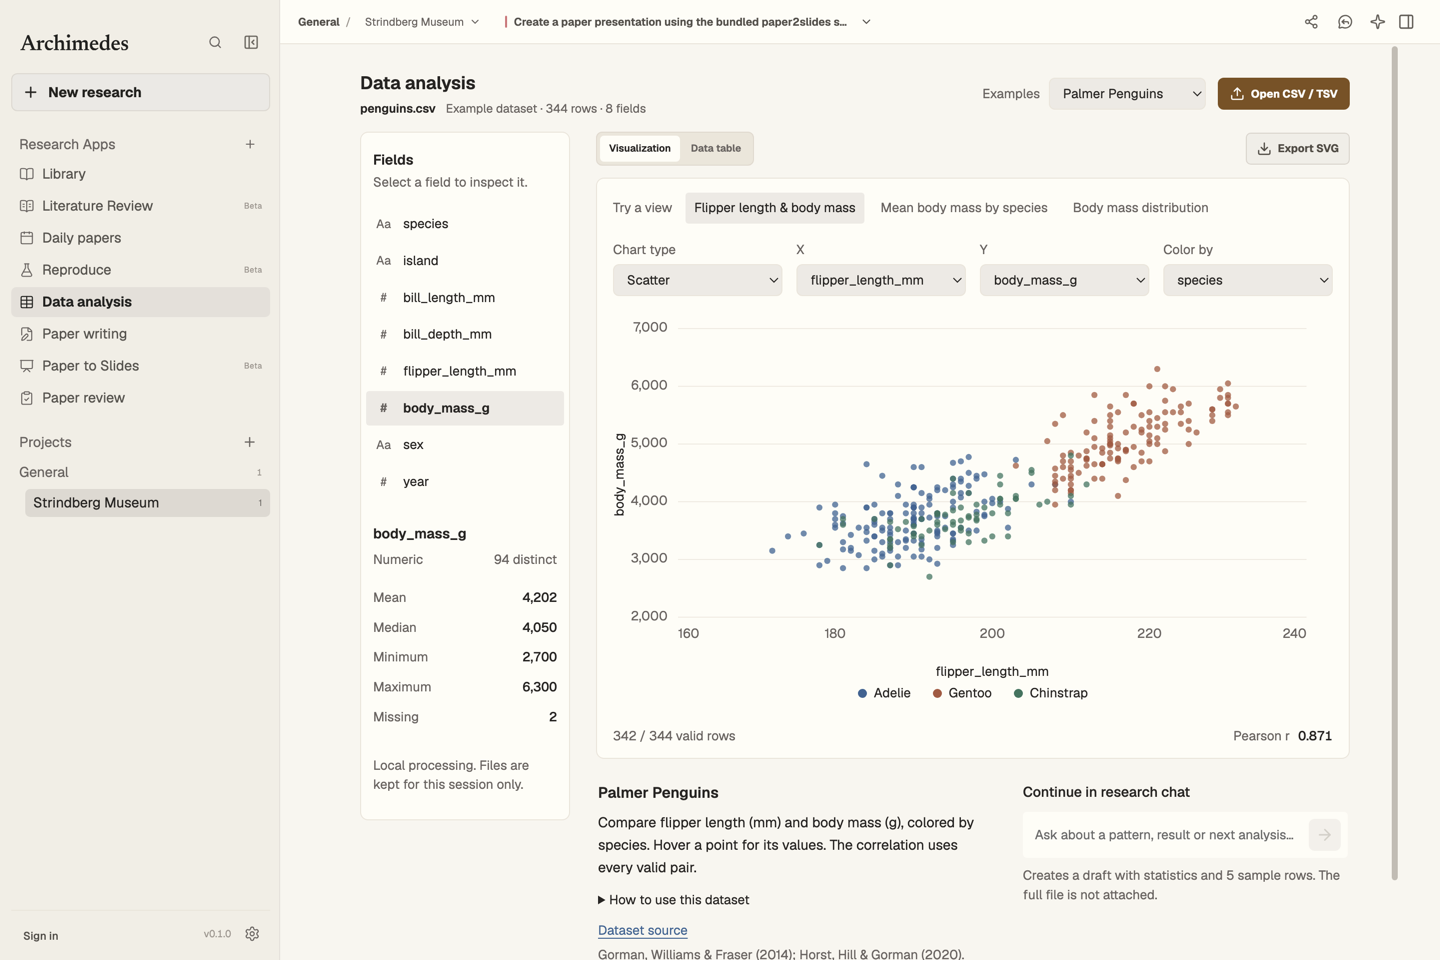 Archimedes
New research
Research Apps
Library
Literature Review Beta
Daily papers
Reproduce Beta
Data analysis
Paper writing
Paper to Slides Beta
Paper review
Projects
General 1
Strindberg Museum 1
Sign in v0.1.0
General / Strindberg Museum Create a paper presentation using the bundled paper2slides s...
Data analysis
penguins.csv Example dataset · 344 rows · 8 fields
Examples Palmer Penguins Open CSV / TSV
Fields
Select a field to inspect it.
Aa species
Aa island
# bill_length_mm
# bill_depth_mm
# flipper_length_mm
# body_mass_g
Aa sex
# year
body_mass_g
Numeric 94 distinct
Mean 4,202
Median 4,050
Minimum 2,700
Maximum 6,300
Missing 2
Local processing. Files are
kept for this session only.
Visualization Data table Export SVG
Try a view Flipper length & body mass Mean body mass by species Body mass distribution
Chart type X Y Color by
Scatter flipper_length_mm body_mass_g species
7,000
6,000
5,000
4,000
3,000
2,000
body_mass_g
160 180 200 220 240
flipper_length_mm
Adelie Gentoo Chinstrap
342 / 344 valid rows Pearson r 0.871
Palmer Penguins
Compare flipper length (mm) and body mass (g), colored by
species. Hover a point for its values. The correlation uses
every valid pair.
How to use this dataset
Dataset source
Gorman, Williams & Fraser (2014); Horst, Hill & Gorman (2020).
Continue in research chat
Ask about a pattern, result or next analysis...
Creates a draft with statistics and 5 sample rows. The
full file is not attached.